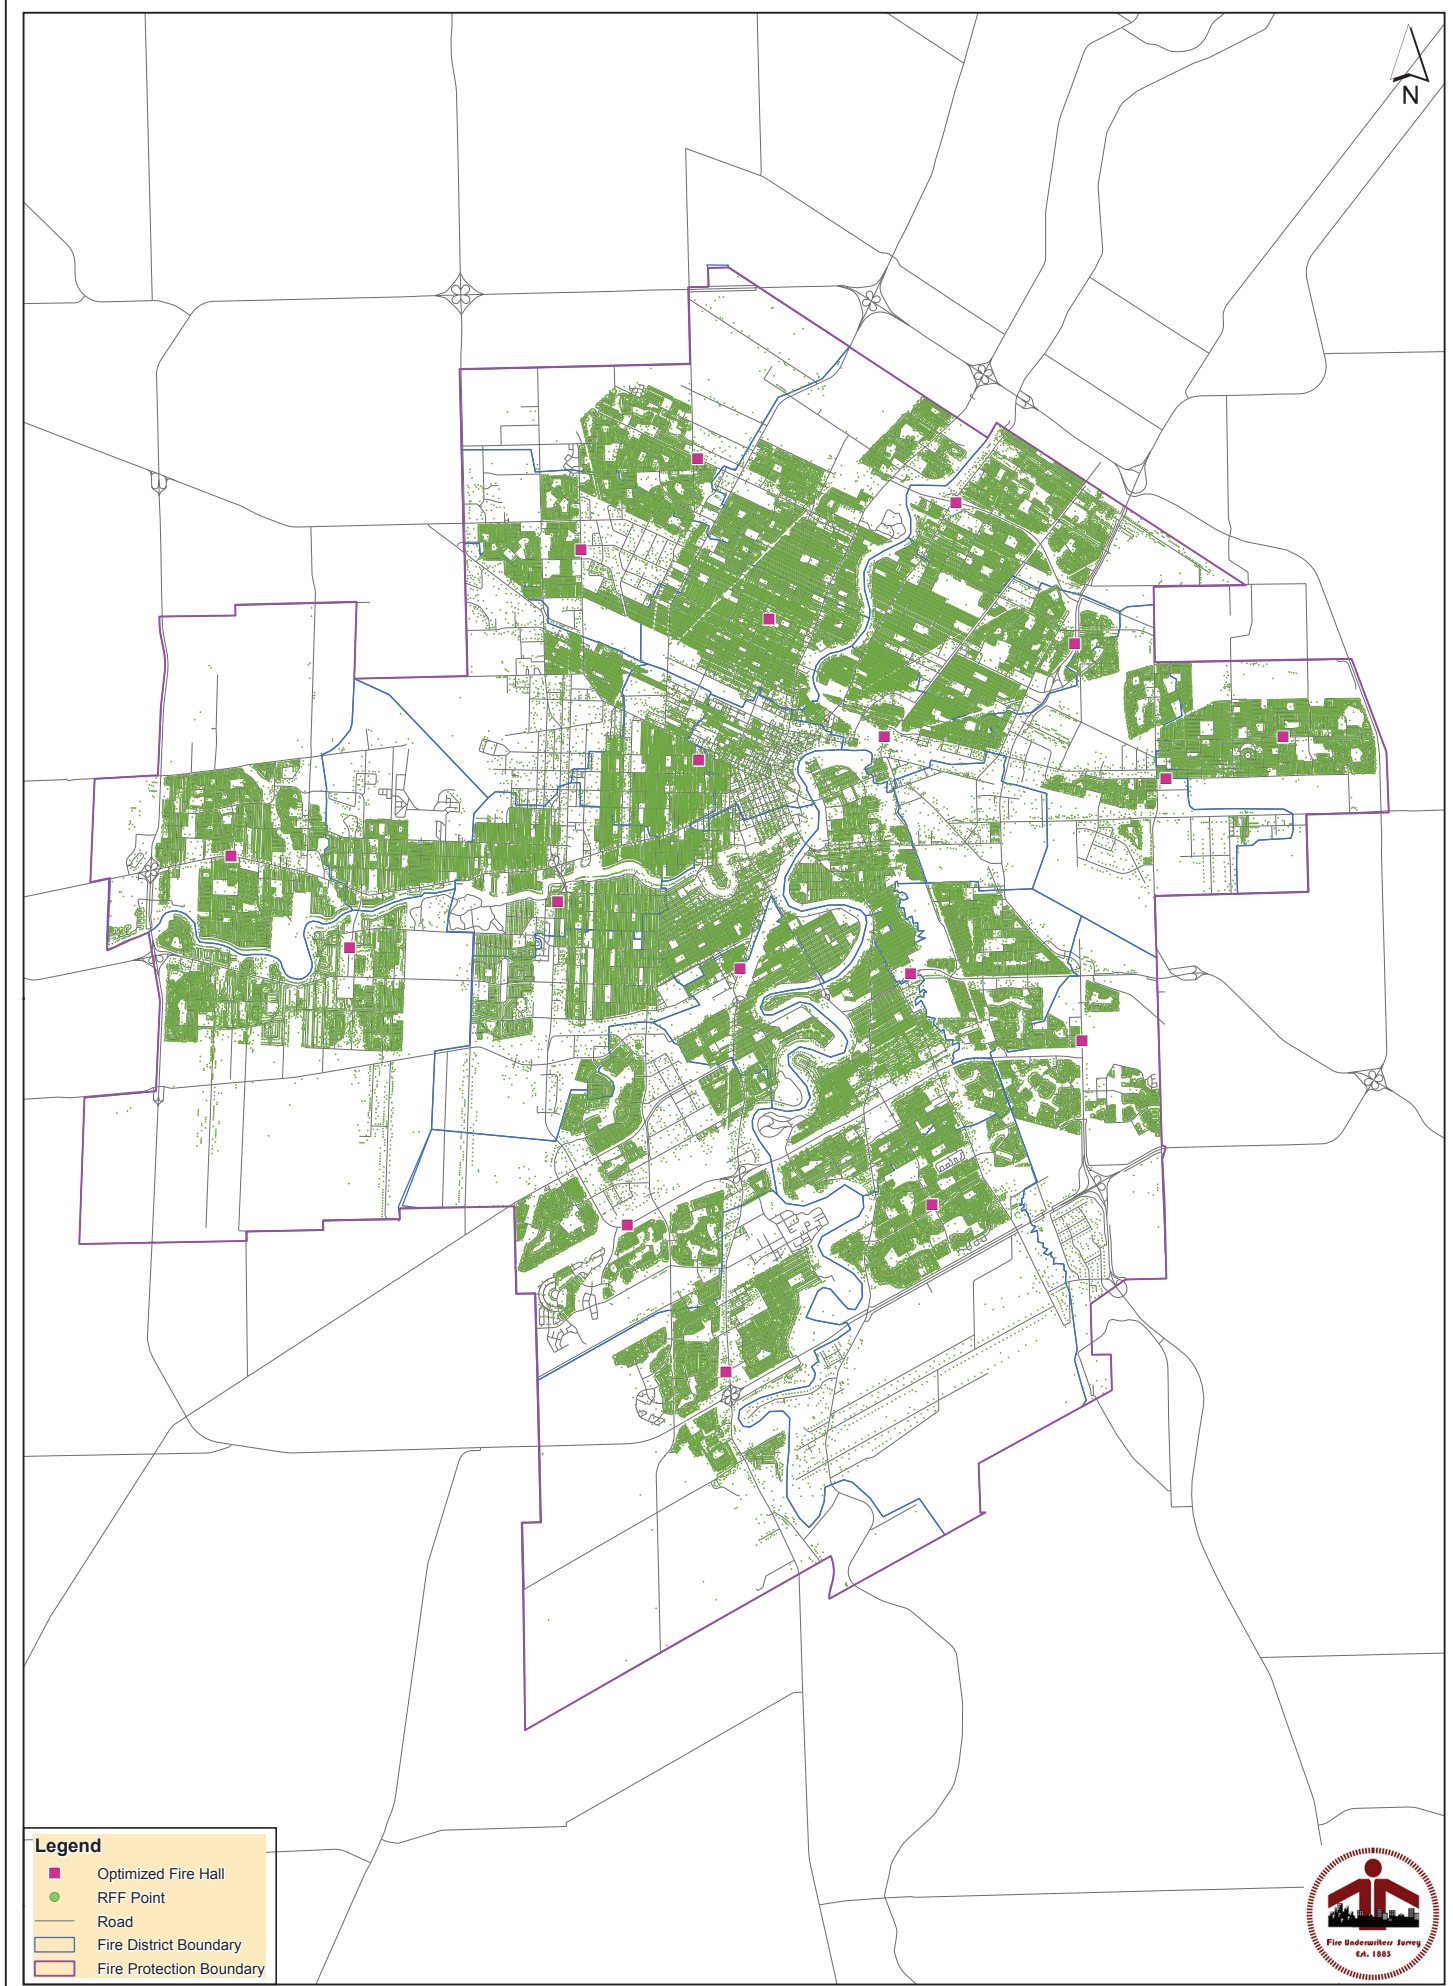 N
Legend
Optimized Fire Hall
RFF Point
Road
Fire District Boundary
Fire Protection Boundary
Fire Underwriters Survey
Est. 1883